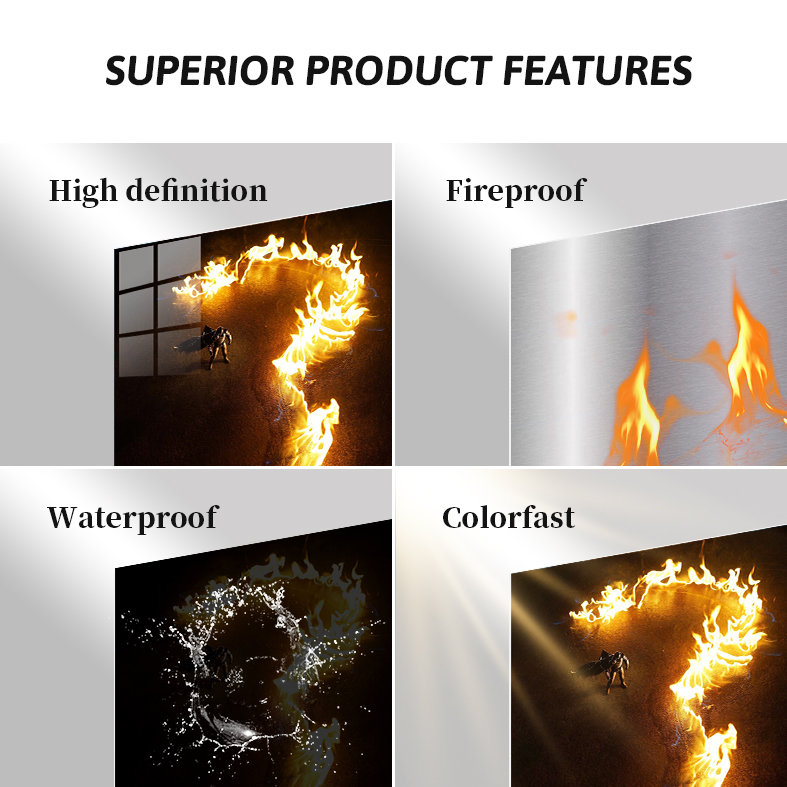 SUPERIOR PRODUCT FEATURES
High definition
Fireproof
Waterproof
Colorfast